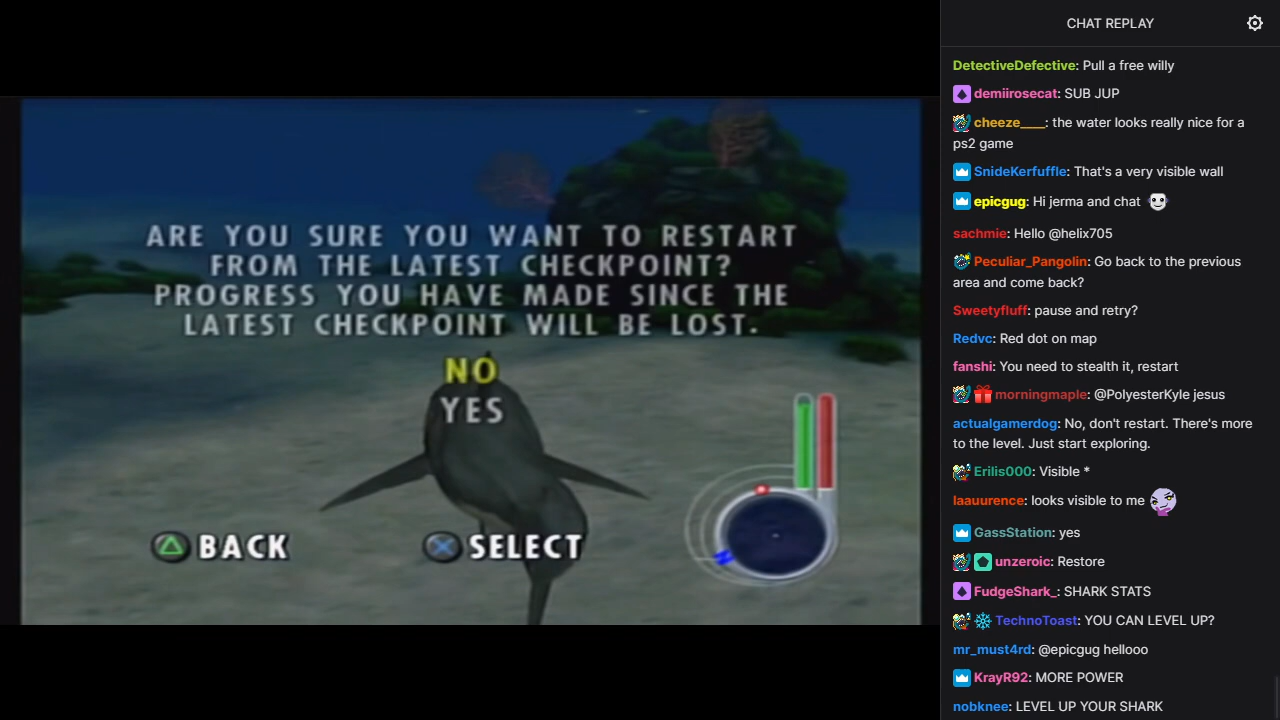 ARE YOU SURE YOU WANT TO RESTART
FROM THE LATEST CHECKPOINT?
PROGRESS YOU HAVE MADE SINCE THE
LATEST CHECKPOINT WILL BE LOST.
NO
YES
BACK
SELECT
CHAT REPLAY
DetectiveDefective: Pull a free willy
demiirosecat: SUB JUP
cheeze____: the water looks really nice for a
ps2 game
SnideKerfuffle: That's a very visible wall
epicgug: Hi jerma and chat
sachmie: Hello @helix705
Peculiar_Pangolin: Go back to the previous
area and come back?
Sweetyfluff: pause and retry?
Redvc: Red dot on map
fanshi: You need to stealth it, restart
morningmaple: @PolyesterKyle jesus
actualgamerdog: No, don't restart. There's more
to the level. Just start exploring.
Erilis000: Visible *
laauurence: looks visible to me
GassStation: yes
unzeroic: Restore
FudgeShark_: SHARK STATS
TechnoToast: YOU CAN LEVEL UP?
mr_must4rd: @epicgug hellooo
KrayR92: MORE POWER
nobknee: LEVEL UP YOUR SHARK